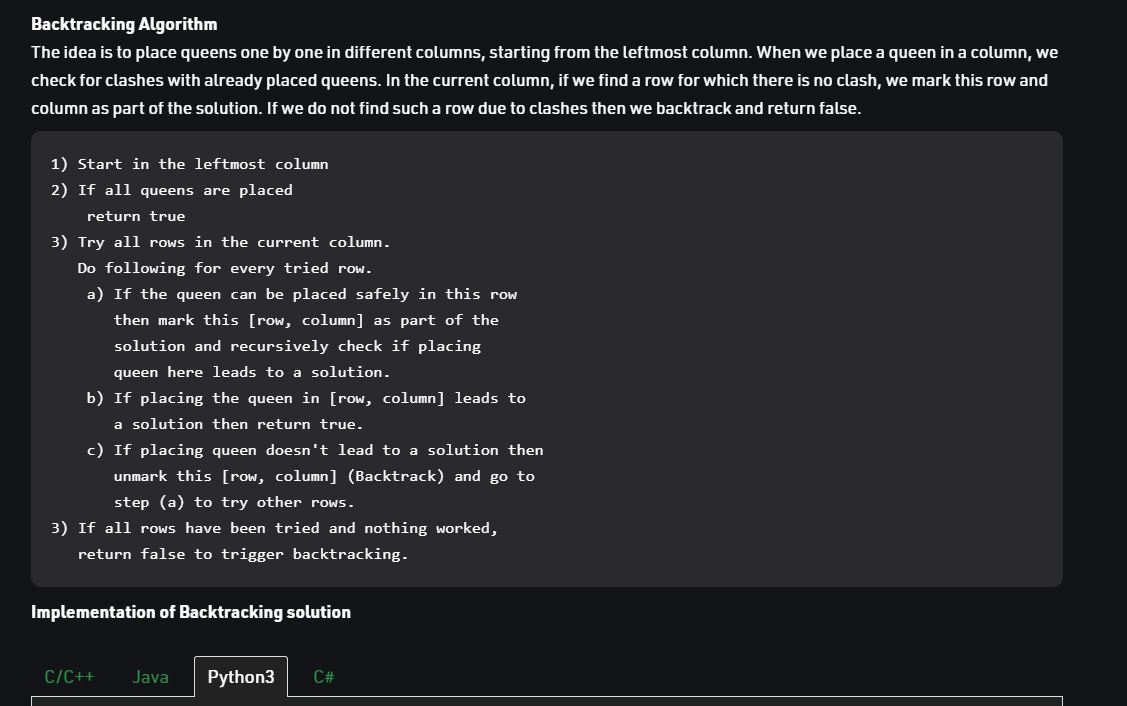 Backtracking Algorithm
The idea is to place queens one by one in different columns, starting from the leftmost column. When we place a queen in a column, we
check for clashes with already placed queens. In the current column, if we find a row for which there is no clash, we mark this row and
column as part of the solution. If we do not find such a row due to clashes then we backtrack and return false.
1) Start in the leftmost column
2) If all queens are placed
return true
3) Try all rows in the current column.
Do following for every tried row.
a) If the queen can be placed safely in this row
then mark this [row, column] as part of the
solution and recursively check if placing
queen here leads to a solution.
b) If placing the queen in [row, column] leads to
a solution then return true.
c) If placing queen doesn't lead to a solution then
unmark this [row, column] (Backtrack) and go to
step (a) to try other rows.
3) If all rows have been tried and nothing worked,
return false to trigger backtracking.
Implementation of Backtracking solution
C/C++ Java Python3 C#